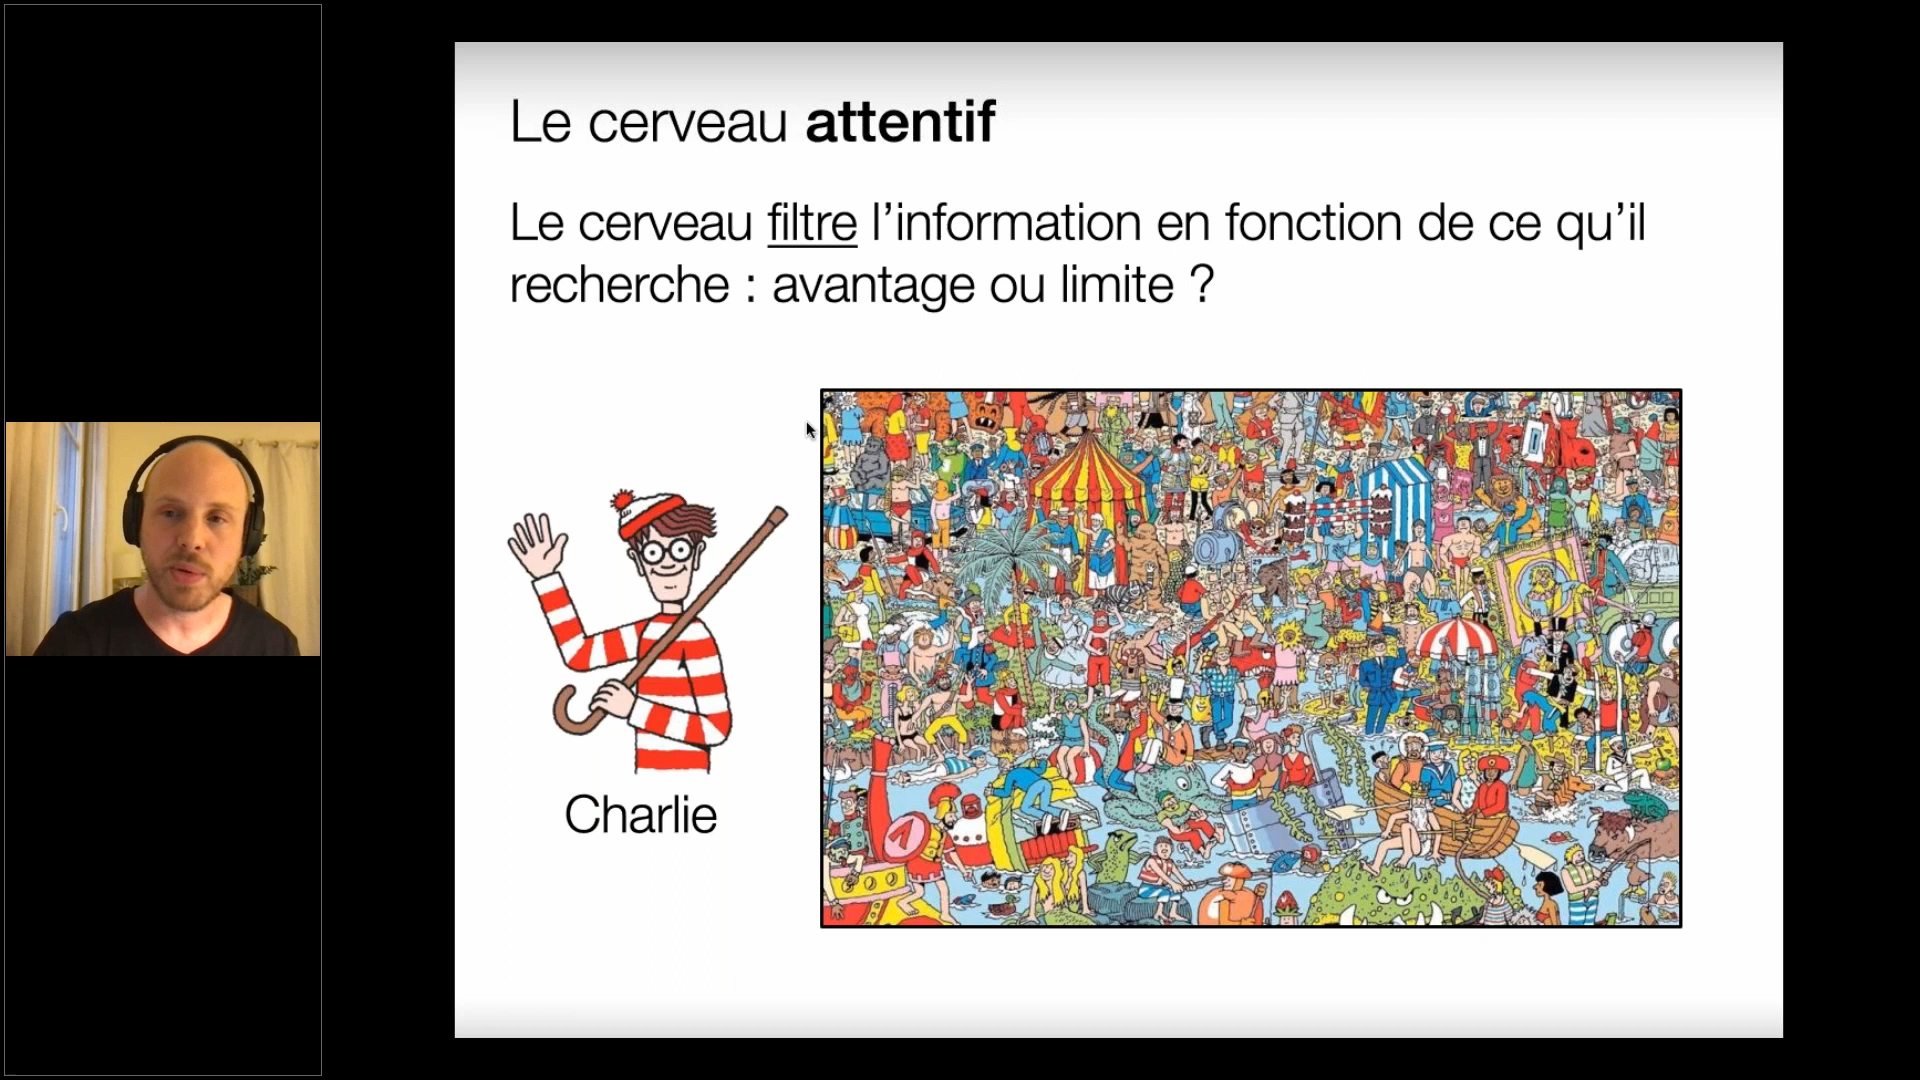 Le cerveau attentif
Le cerveau filtre l’information en fonction de ce qu’il
recherche : avantage ou limite ?
Charlie